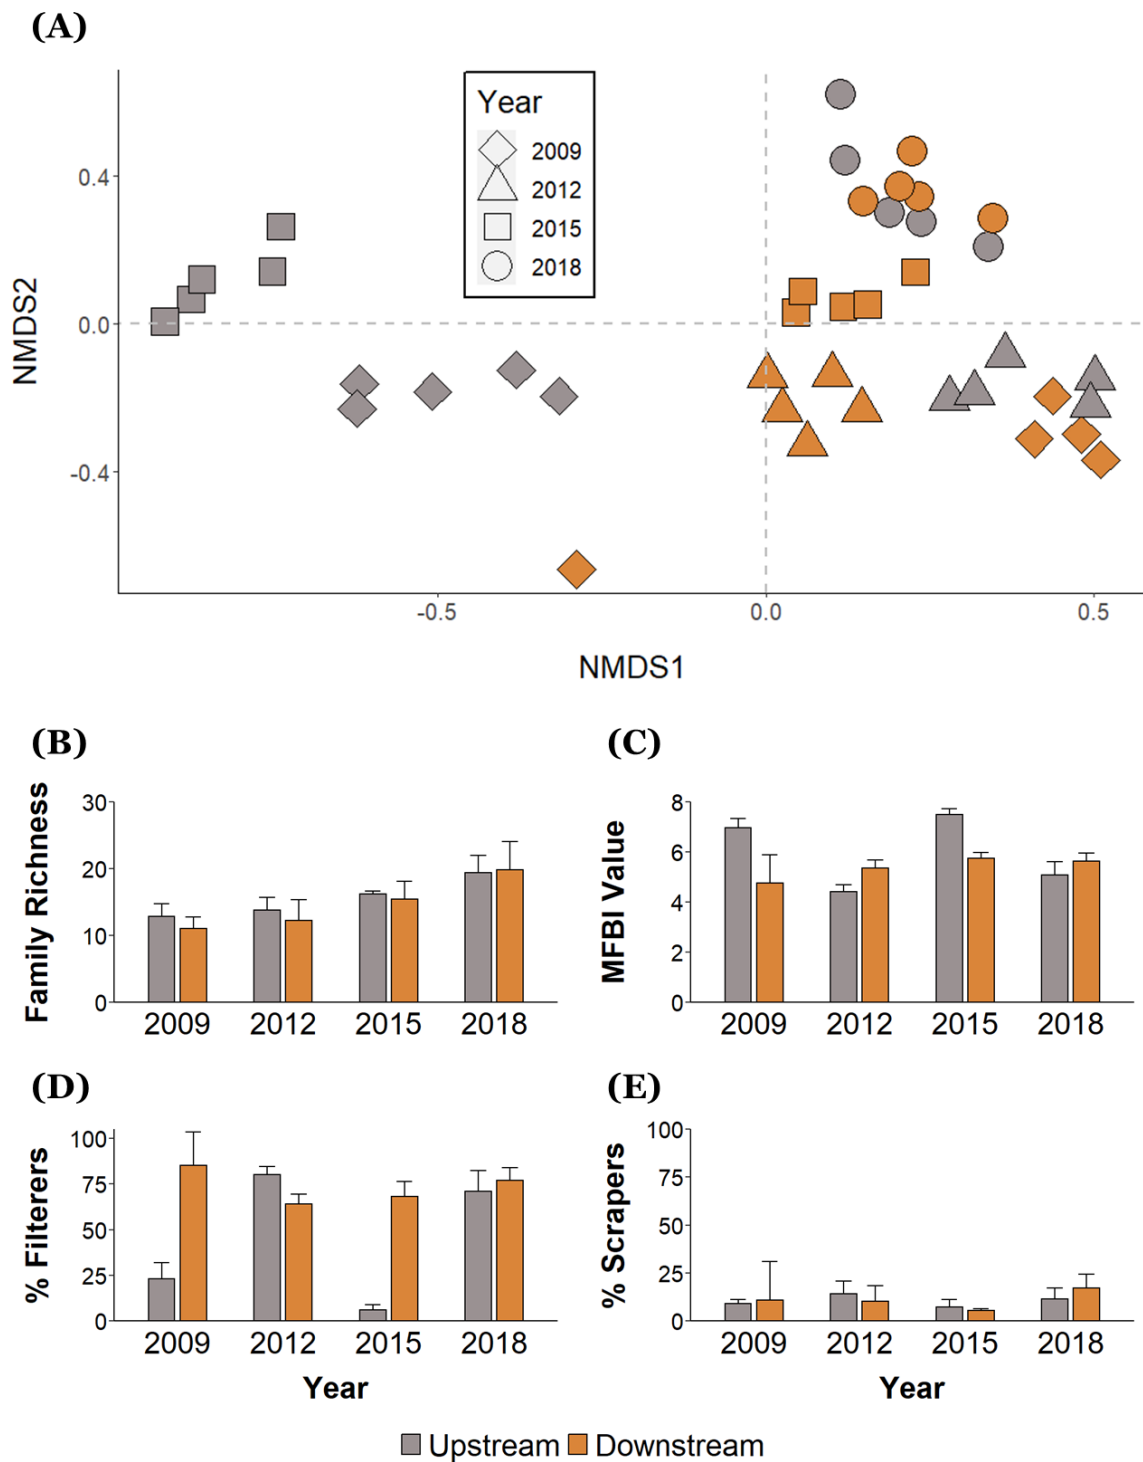 (A)
Year
2009
2012
2015
2018
NMDS2
0.4
0.0
-0.4
-0.5 0.0 0.5
NMDS1
(B)
Family Richness
30
20
10
0
2009 2012 2015 2018
(C)
MFBI Value
8
6
4
2
0
2009 2012 2015 2018
(D)
% Filterers
100
75
50
25
0
2009 2012 2015 2018
Year
(E)
% Scrapers
100
75
50
25
0
2009 2012 2015 2018
Year
Upstream Downstream